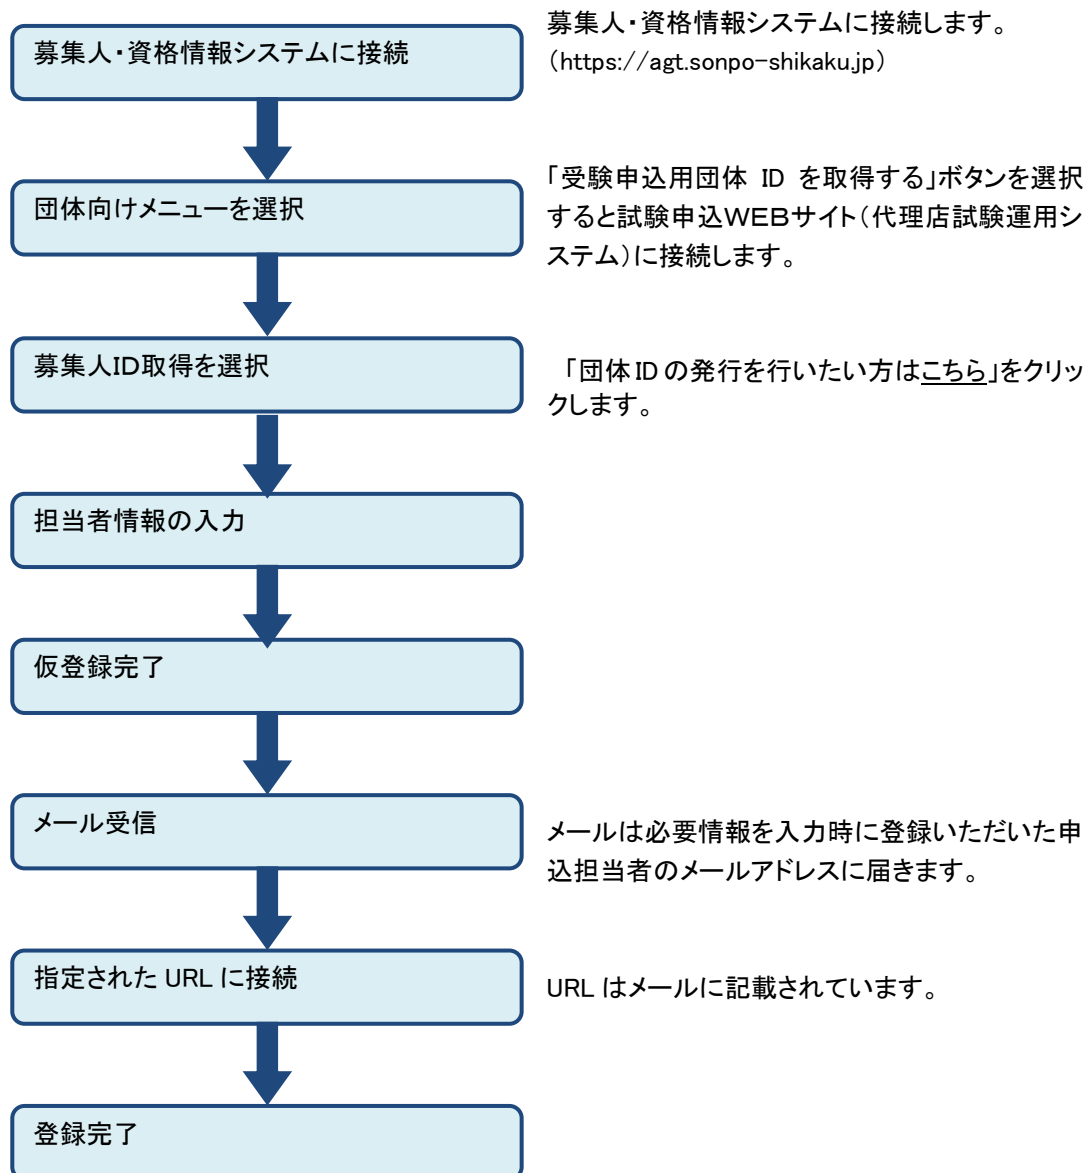 募集人・資格情報システムに接続
募集人・資格情報システムに接続します。
（https://agt.sonpo-shikaku.jp）
団体向けメニューを選択
「受験申込用団体 ID を取得する」ボタンを選択
すると試験申込WEBサイト（代理店試験運用シ
ステム）に接続します。
募集人ID取得を選択
「団体 ID の発行を行いたい方はこちら」をクリッ
クします。
担当者情報の入力
仮登録完了
メール受信
メールは必要情報を入力時に登録いただいた申
込担当者のメールアドレスに届きます。
指定された URL に接続
URL はメールに記載されています。
登録完了